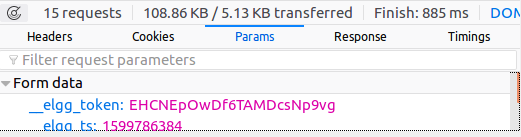 15 requests 108.86 KB / 5.13 KB transferred Finish: 885 ms DOM
Headers Cookies Params Response Timings
Filter request parameters
Form data
__elgg_token: EHCNEpOwDf6TAMDcsNp9vg
__elgg_ts: 1599786384